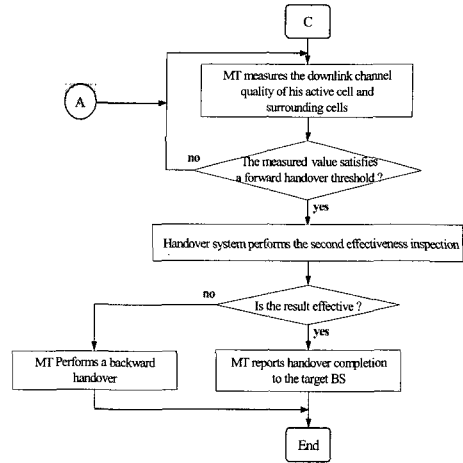 C
MT measures the downlink channel
quality of his active cell and
surrounding cells
A
no
The measured value satisfies
a forward handover threshold ?
yes
Handover system performs the second effectiveness inspection
no
Is the result effective ?
yes
MT Performs a backward
handover
MT reports handover completion
to the target BS
End